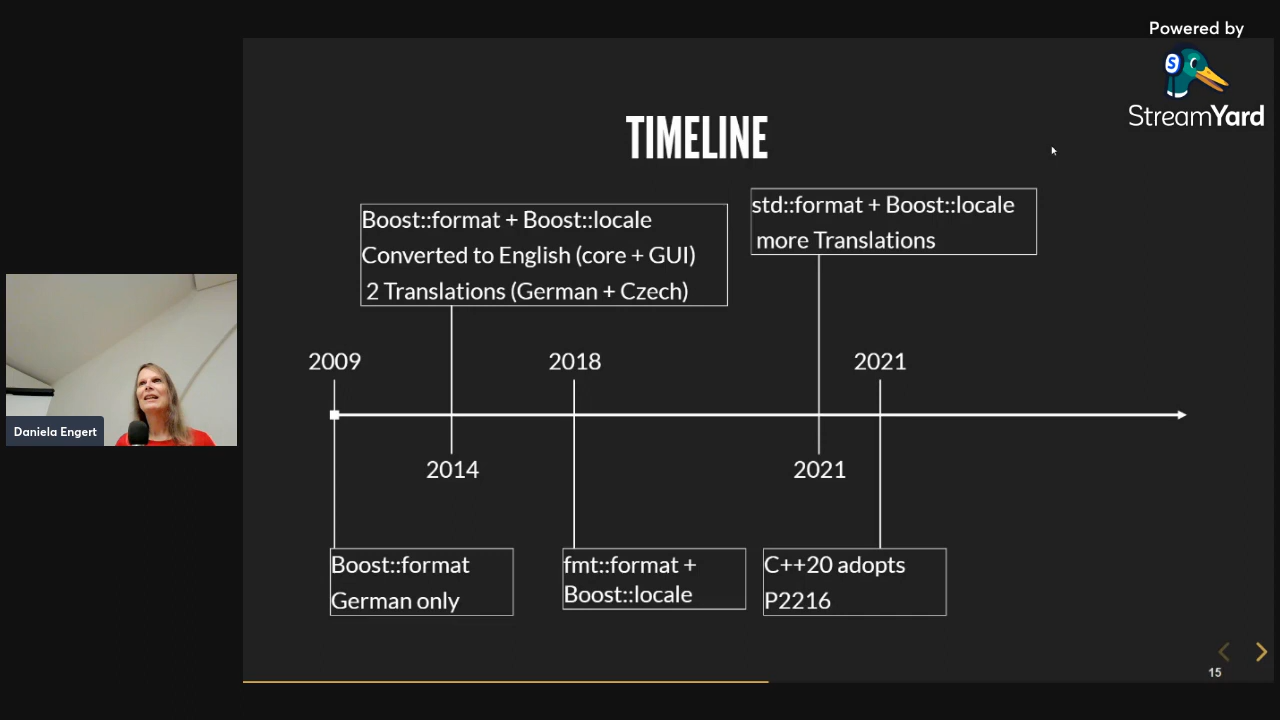 Powered by
StreamYard
TIMELINE
Boost::format + Boost::locale
Converted to English (core + GUI)
2 Translations (German + Czech)
std::format + Boost::locale
more Translations
2009
2018
2021
2014
2021
Boost::format
German only
fmt::format +
Boost::locale
C++20 adopts
P2216
Daniela Engert
15